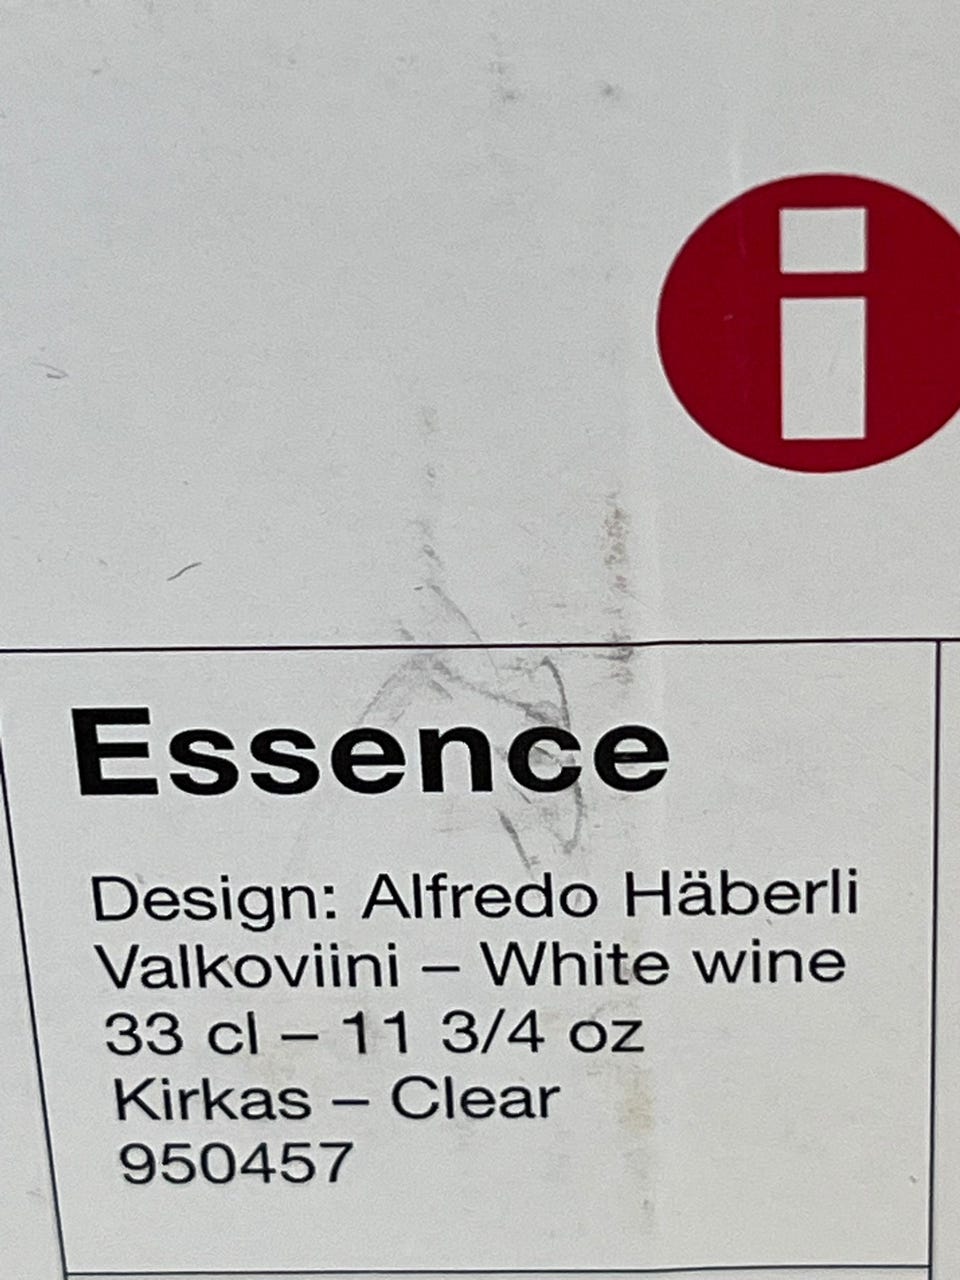 i
Essence
Design: Alfredo Häberli
Valkoviini – White wine
33 cl – 11 3/4 oz
Kirkas – Clear
950457